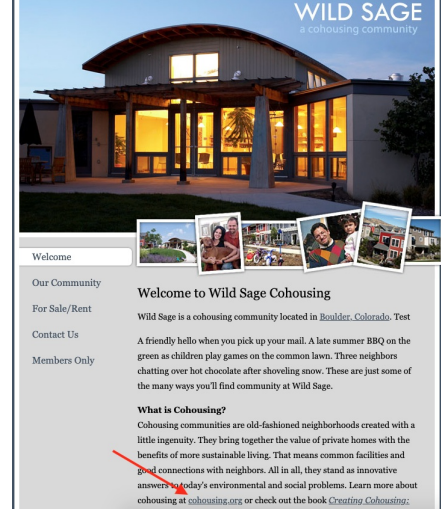 WILD SAGE
a cohousing community
Welcome
Our Community
For Sale/Rent
Contact Us
Members Only
Welcome to Wild Sage Cohousing
Wild Sage is a cohousing community located in Boulder, Colorado. Test
A friendly hello when you pick up your mail. A late summer BBQ on the
green as children play games on the common lawn. Three neighbors
chatting over hot chocolate after shoveling snow. These are just some of
the many ways you'll find community at Wild Sage.
What is Cohousing?
Cohousing communities are old-fashioned neighborhoods created with a
little ingenuity. They bring together the value of private homes with the
benefits of more sustainable living. That means common facilities and
good connections with neighbors. All in all, they stand as innovative
answers to today's environmental and social problems. Learn more about
cohousing at cohousing.org or check out the book Creating Cohousing: